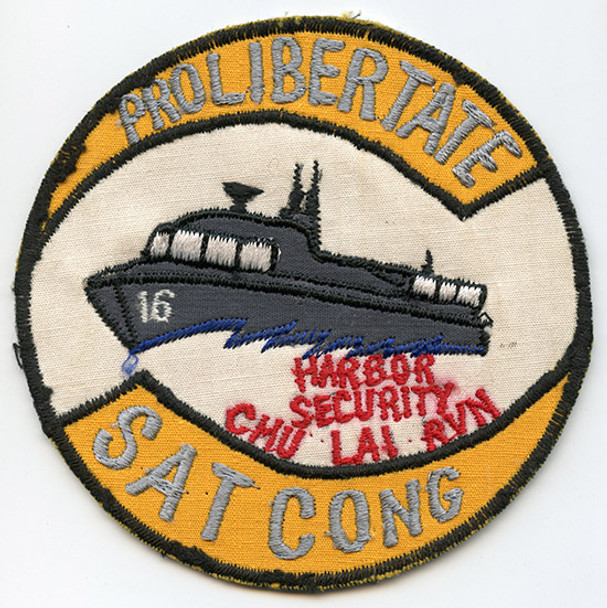 PROLIBERTATE
16
HARBOR
SECURITY
CHU LAI RVN
SAT CONG